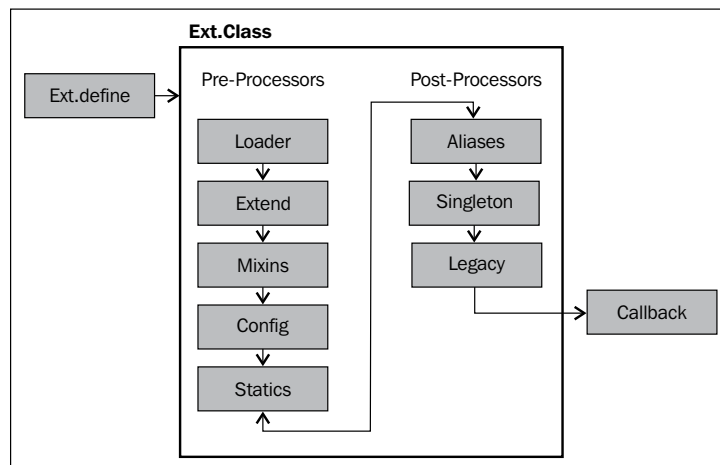 Ext.Class
Ext.define
Pre-Processors
Loader
Extend
Mixins
Config
Statics
Post-Processors
Aliases
Singleton
Legacy
Callback